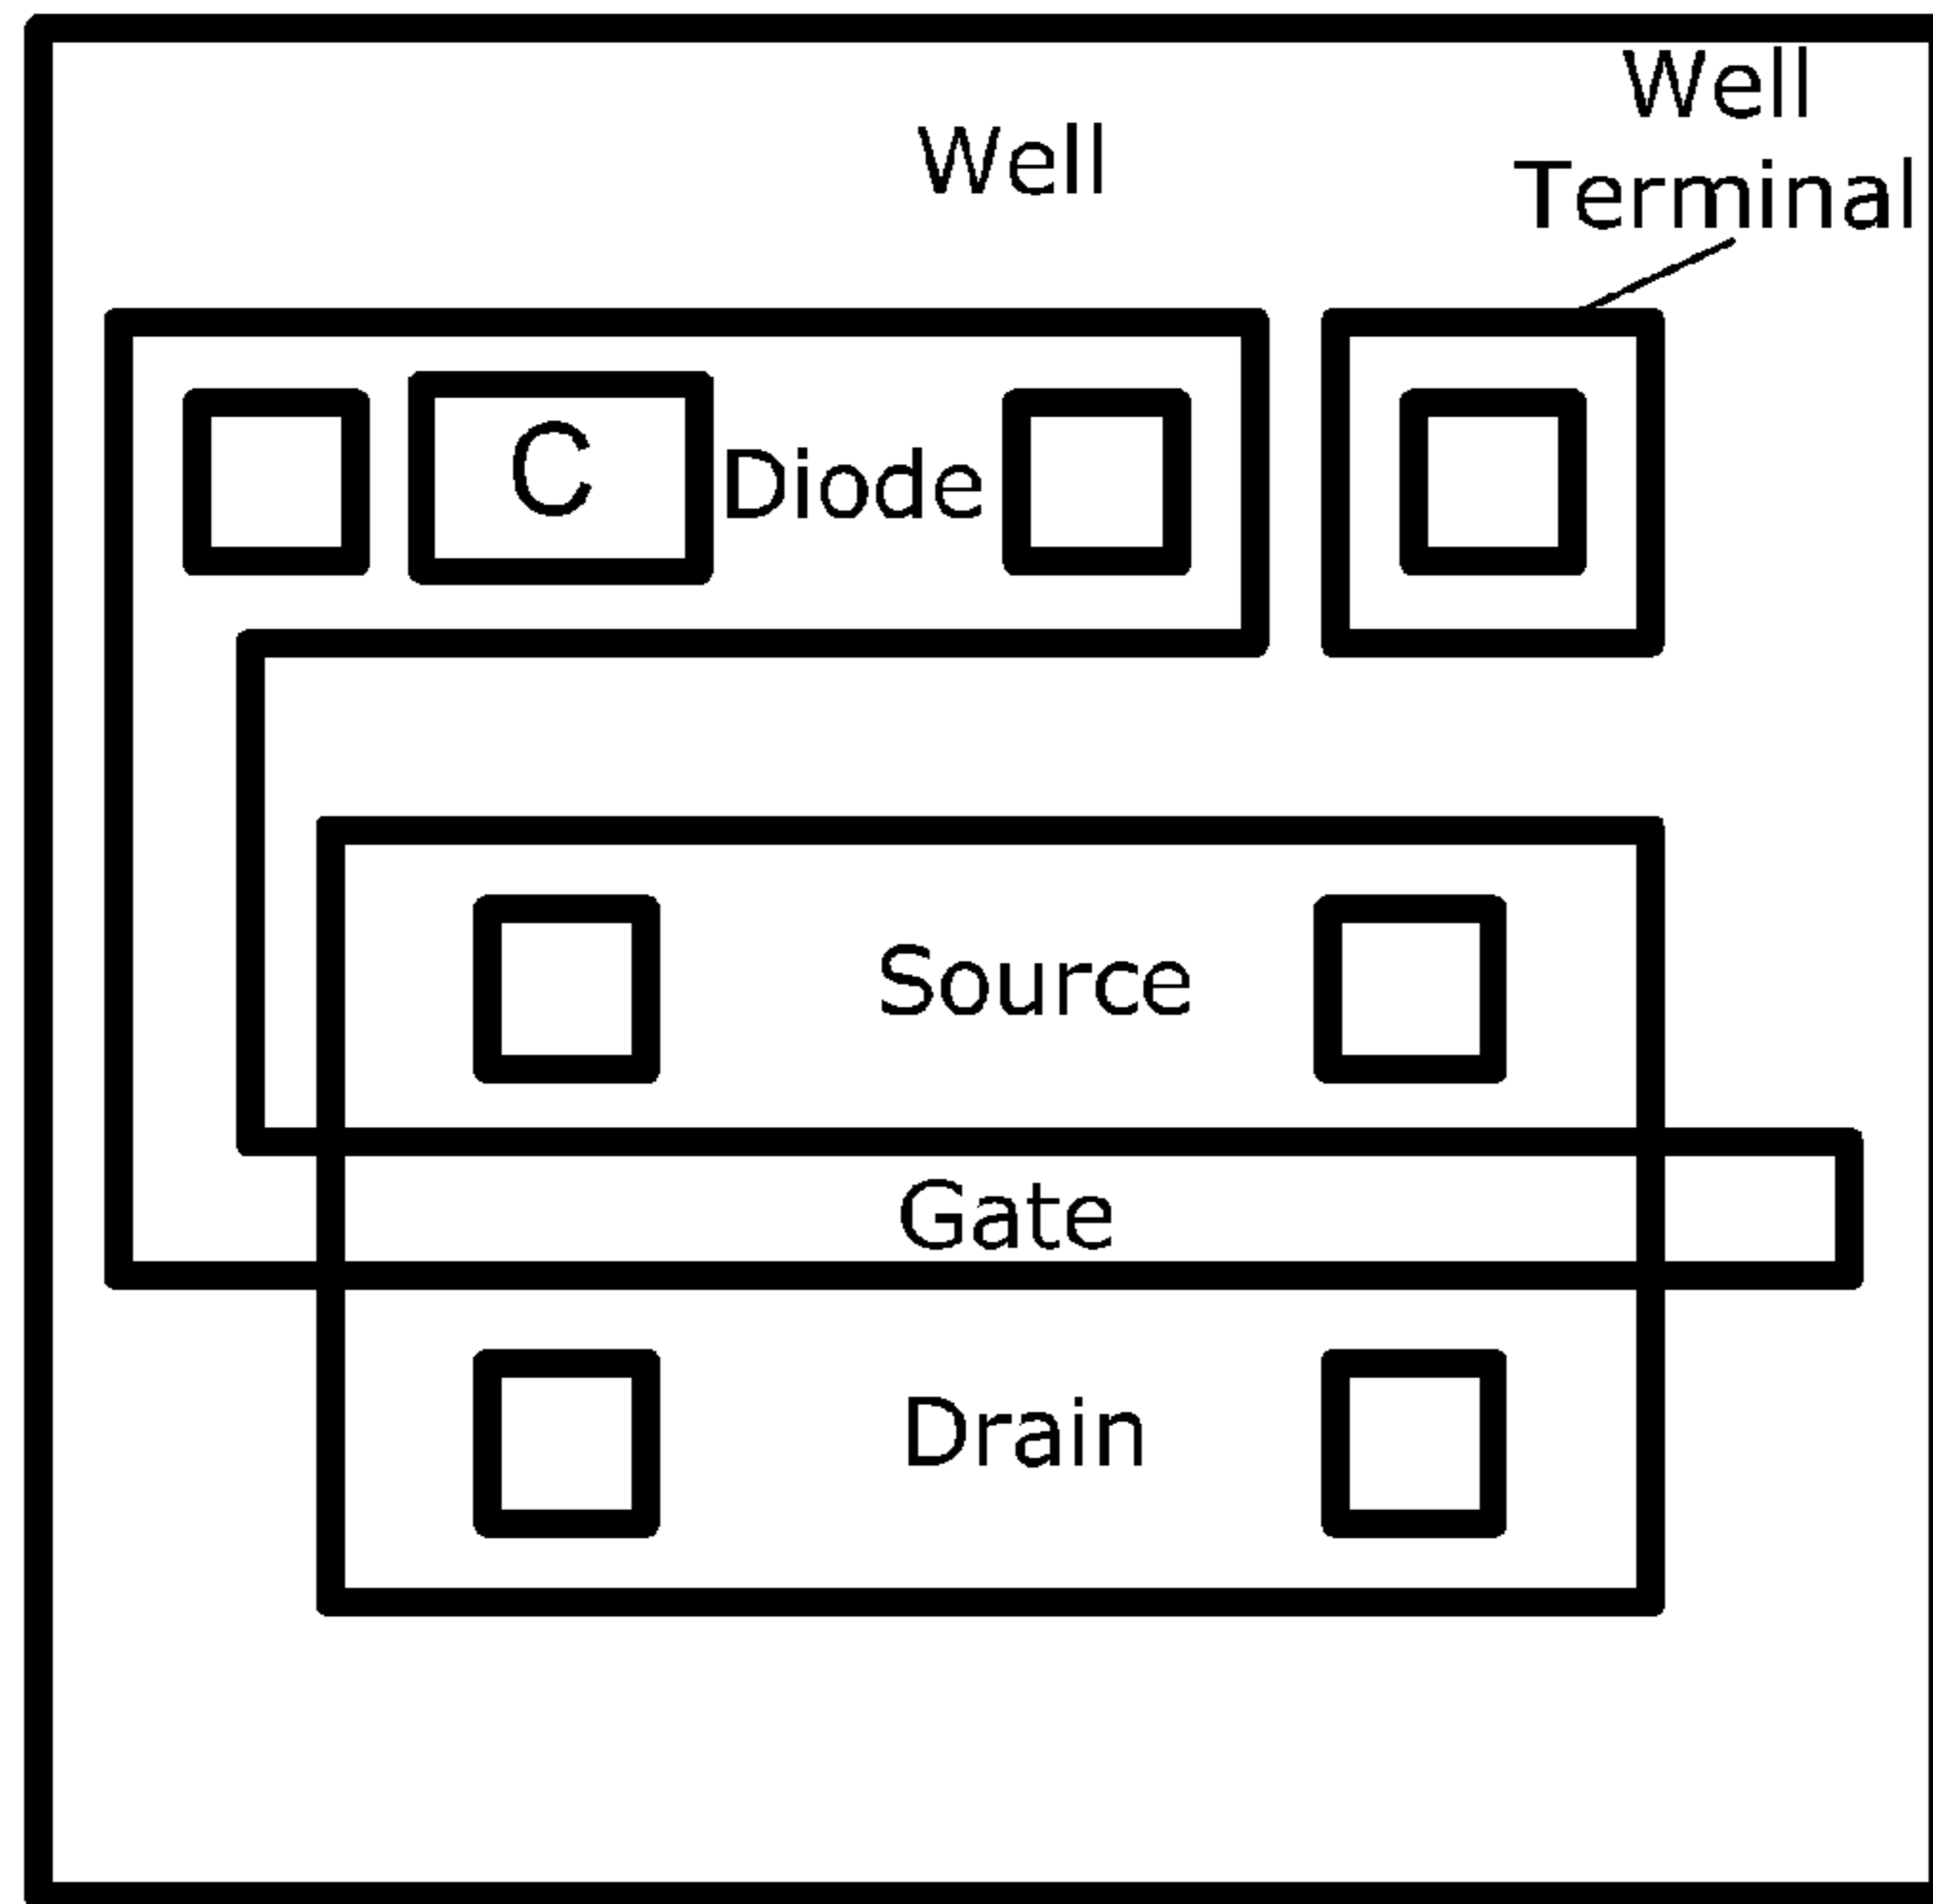 Well
Well
Terminal
C
Diode
Source
Gate
Drain